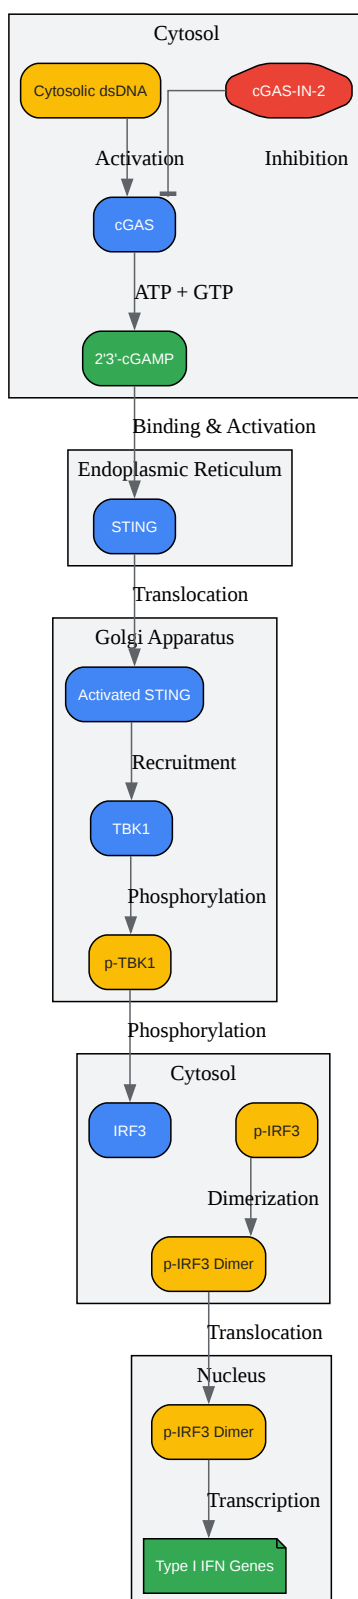 Cytosol
Cytosolic dsDNA
cGAS-IN-2
Activation
Inhibition
cGAS
ATP + GTP
2'3'-cGAMP
Binding & Activation
Endoplasmic Reticulum
STING
Translocation
Golgi Apparatus
Activated STING
Recruitment
TBK1
Phosphorylation
p-TBK1
Phosphorylation
Cytosol
IRF3
p-IRF3
Dimerization
p-IRF3 Dimer
Translocation
Nucleus
p-IRF3 Dimer
Transcription
Type I IFN Genes